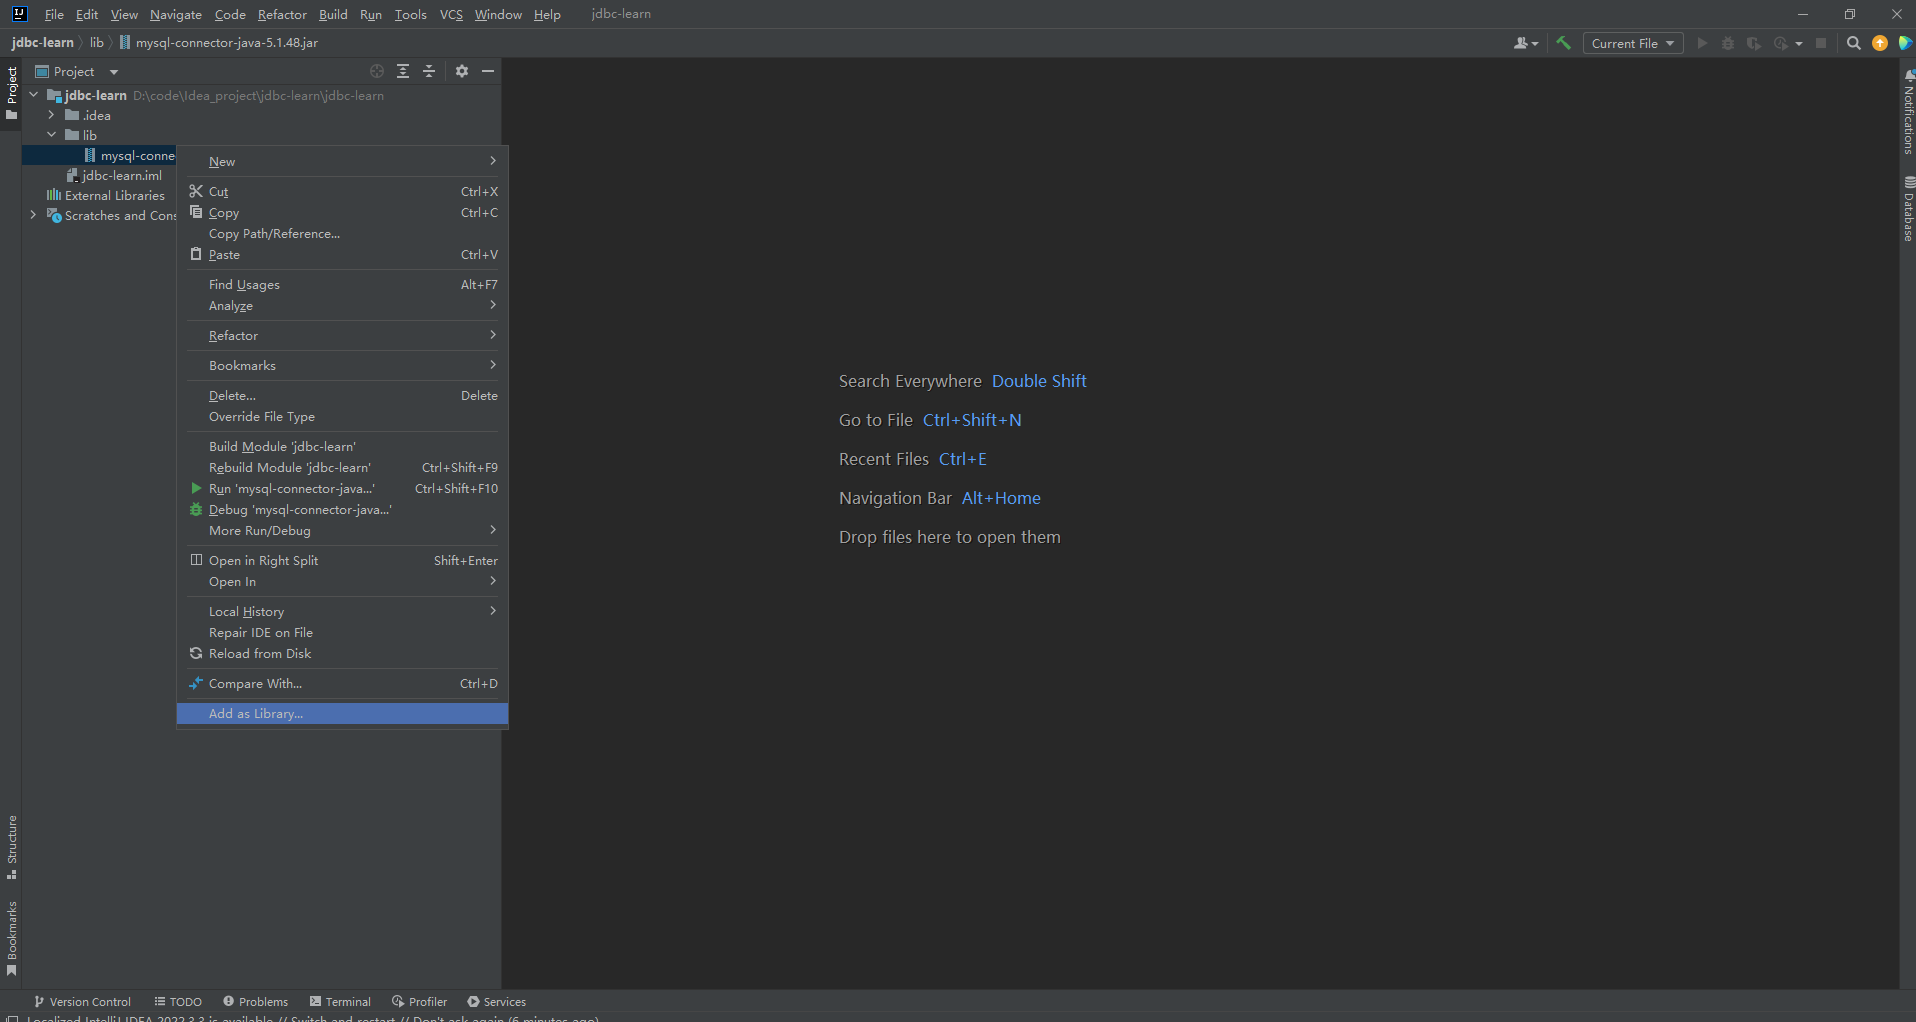 File Edit View Navigate Code Refactor Build Run Tools VCS Window Help jdbc-learn
jdbc-learn lib mysql-connector-java-5.1.48.jar
Current File
Project
jdbc-learn D:\code\Idea_project\jdbc-learn\jdbc-learn
.idea
lib
mysql-conne
jdbc-learn.iml
External Libraries
Scratches and Cons
New
Cut Ctrl+X
Copy Ctrl+C
Copy Path/Reference...
Paste Ctrl+V
Find Usages Alt+F7
Analyze
Refactor
Bookmarks
Delete... Delete
Override File Type
Build Module 'jdbc-learn'
Rebuild Module 'jdbc-learn' Ctrl+Shift+F9
Run 'mysql-connector-java...' Ctrl+Shift+F10
Debug 'mysql-connector-java...'
More Run/Debug
Open in Right Split Shift+Enter
Open In
Local History
Repair IDE on File
Reload from Disk
Compare With... Ctrl+D
Add as Library...
Search Everywhere Double Shift
Go to File Ctrl+Shift+N
Recent Files Ctrl+E
Navigation Bar Alt+Home
Drop files here to open them
Project
Structure
Bookmarks
Notifications
Database
Version Control TODO Problems Terminal Profiler Services
Localized IntelliJ IDEA 2022.3.3 is available // Switch and restart // Don't ask again (6 minutes ago)